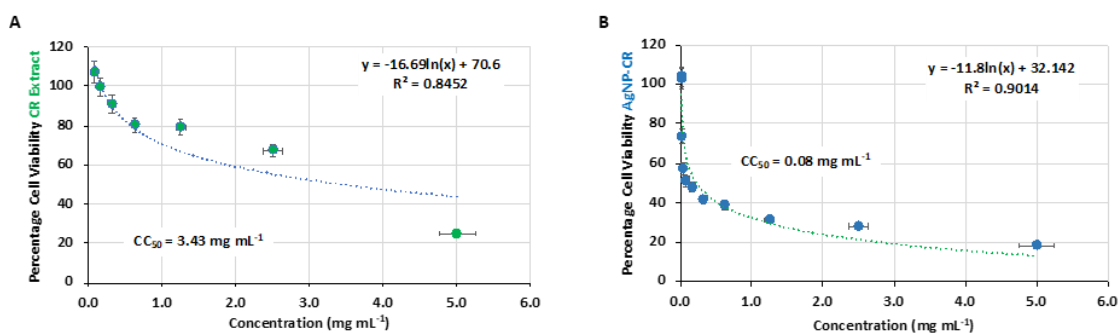 A
Percentage Cell Viability CR Extract
120
100
80
60
40
20
0
y = -16.69ln(x) + 70.6
R² = 0.8452
CC₅₀ = 3.43 mg mL⁻¹
0.0 1.0 2.0 3.0 4.0 5.0 6.0
Concentration (mg mL⁻¹)
B
Percentage Cell Viability AgNP-CR
120
100
80
60
40
20
0
y = -11.8ln(x) + 32.142
R² = 0.9014
CC₅₀ = 0.08 mg mL⁻¹
0.0 1.0 2.0 3.0 4.0 5.0 6.0
Concentration (mg mL⁻¹)